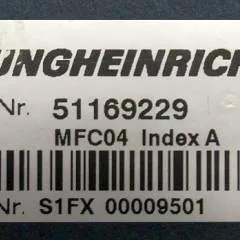 UNGHEINRICH
Nr. 51169229
MFC04 Index A
Nr. S1FX 00009501